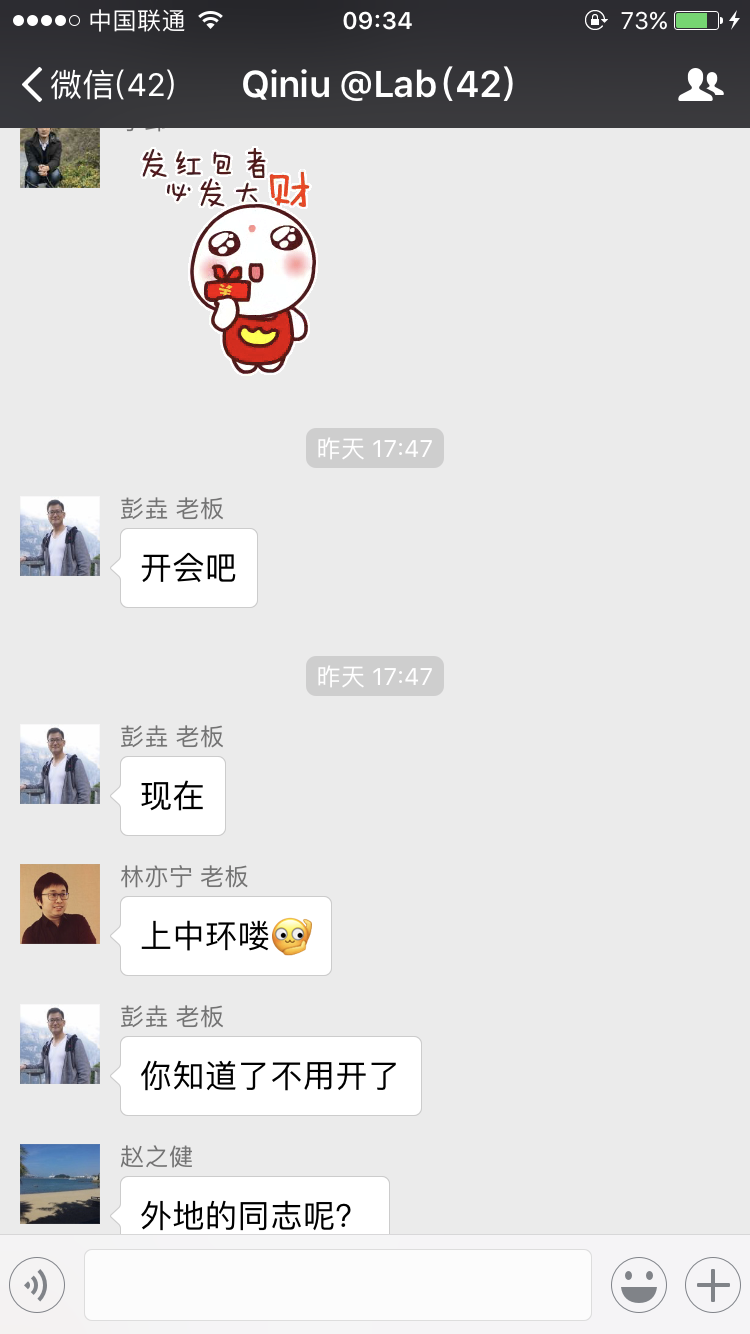 中国联通
09:34
73%
微信(42)
Qiniu @Lab(42)
发红包者
必发大财
昨天 17:47
彭垚 老板
开会吧
昨天 17:47
彭垚 老板
现在
林亦宁 老板
上中环喽
彭垚 老板
你知道了不用开了
赵之健
外地的同志呢?